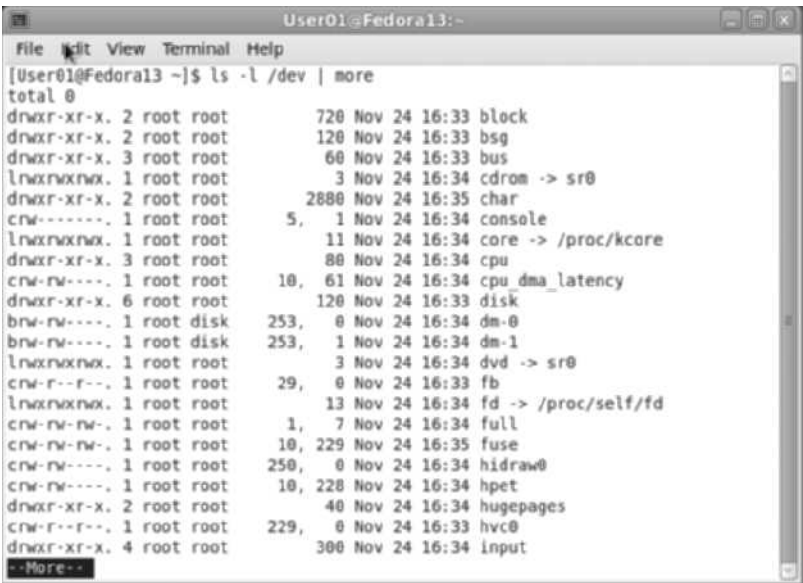 User01@Fedora13:~
File Edit View Terminal Help
[User01@Fedora13 ~]$ ls -l /dev | more
total 0
drwxr-xr-x. 2 root root 720 Nov 24 16:33 block
drwxr-xr-x. 2 root root 120 Nov 24 16:33 bsg
drwxr-xr-x. 3 root root 60 Nov 24 16:33 bus
lrwxrwxrwx. 1 root root 3 Nov 24 16:34 cdrom -> sr0
drwxr-xr-x. 2 root root 2880 Nov 24 16:35 char
crw-------. 1 root root 5, 1 Nov 24 16:34 console
lrwxrwxrwx. 1 root root 11 Nov 24 16:34 core -> /proc/kcore
drwxr-xr-x. 3 root root 80 Nov 24 16:34 cpu
crw-rw----. 1 root root 10, 61 Nov 24 16:34 cpu_dma_latency
drwxr-xr-x. 6 root root 120 Nov 24 16:33 disk
brw-rw----. 1 root disk 253, 0 Nov 24 16:34 dm-0
brw-rw----. 1 root disk 253, 1 Nov 24 16:34 dm-1
lrwxrwxrwx. 1 root root 3 Nov 24 16:34 dvd -> sr0
crw-r--r--. 1 root root 29, 0 Nov 24 16:33 fb
lrwxrwxrwx. 1 root root 13 Nov 24 16:34 fd -> /proc/self/fd
crw-rw-rw-. 1 root root 1, 7 Nov 24 16:34 full
crw-rw-rw-. 1 root root 10, 229 Nov 24 16:35 fuse
crw-rw----. 1 root root 250, 0 Nov 24 16:34 hidraw0
crw-rw----. 1 root root 10, 228 Nov 24 16:34 hpet
drwxr-xr-x. 2 root root 40 Nov 24 16:34 hugepages
crw-r--r--. 1 root root 229, 0 Nov 24 16:33 hvc0
drwxr-xr-x. 4 root root 300 Nov 24 16:34 input
--More--